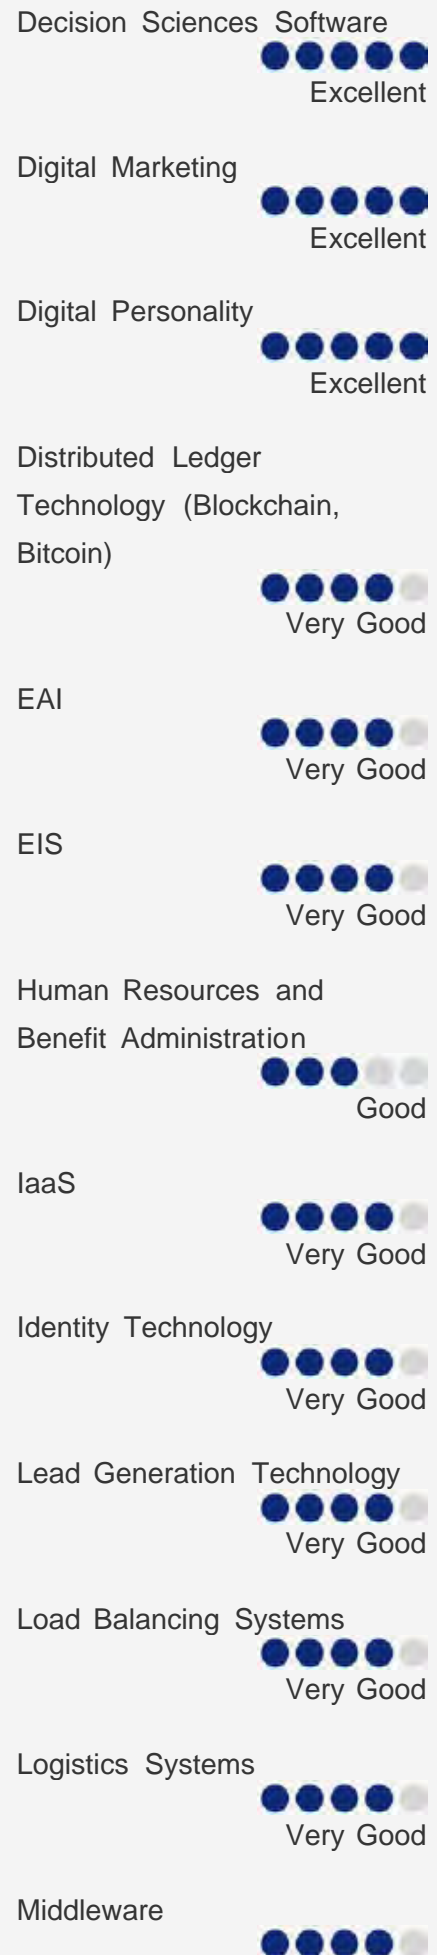 Decision Sciences Software
Excellent
Digital Marketing
Excellent
Digital Personality
Excellent
Distributed Ledger
Technology (Blockchain,
Bitcoin)
Very Good
EAI
Very Good
EIS
Very Good
Human Resources and
Benefit Administration
Good
IaaS
Very Good
Identity Technology
Very Good
Lead Generation Technology
Very Good
Load Balancing Systems
Very Good
Logistics Systems
Very Good
Middleware